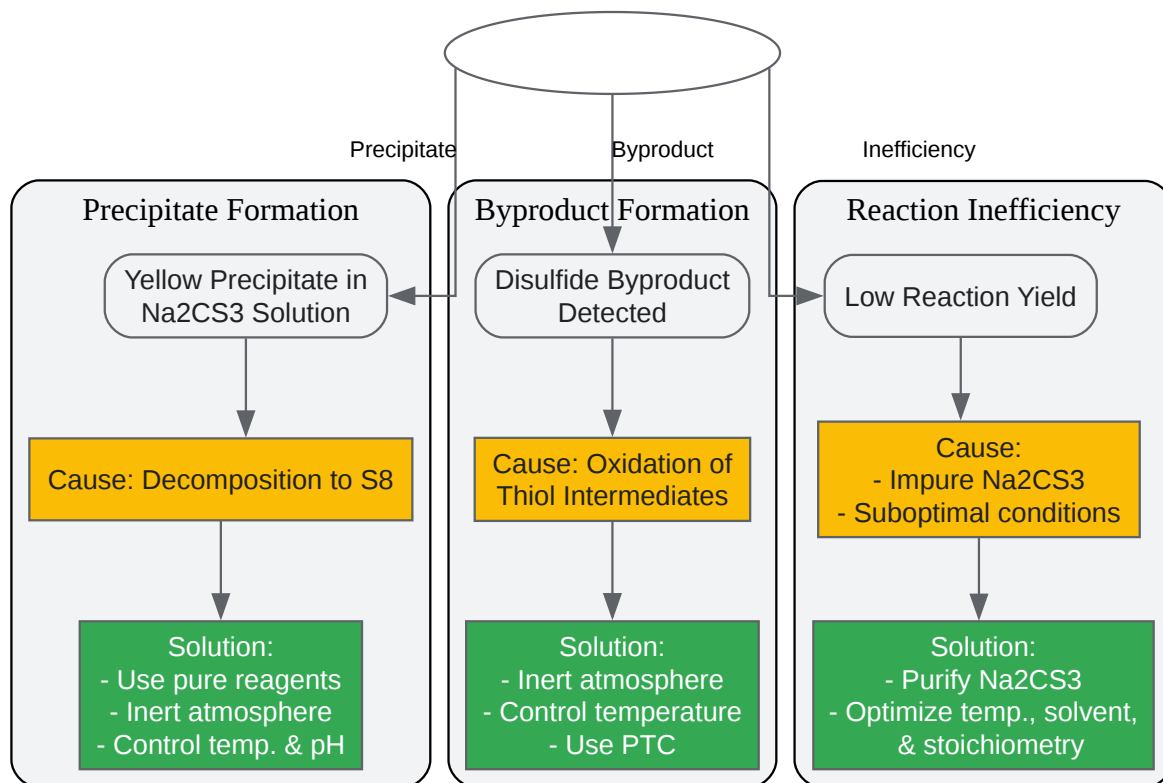 Precipitate
Byproduct
Inefficiency
Precipitate Formation
Yellow Precipitate in
Na2CS3 Solution
Cause: Decomposition to S8
Solution:
- Use pure reagents
- Inert atmosphere
- Control temp. & pH
Byproduct Formation
Disulfide Byproduct
Detected
Cause: Oxidation of
Thiol Intermediates
Solution:
- Inert atmosphere
- Control temperature
- Use PTC
Reaction Inefficiency
Low Reaction Yield
Cause:
- Impure Na2CS3
- Suboptimal conditions
Solution:
- Purify Na2CS3
- Optimize temp., solvent,
& stoichiometry